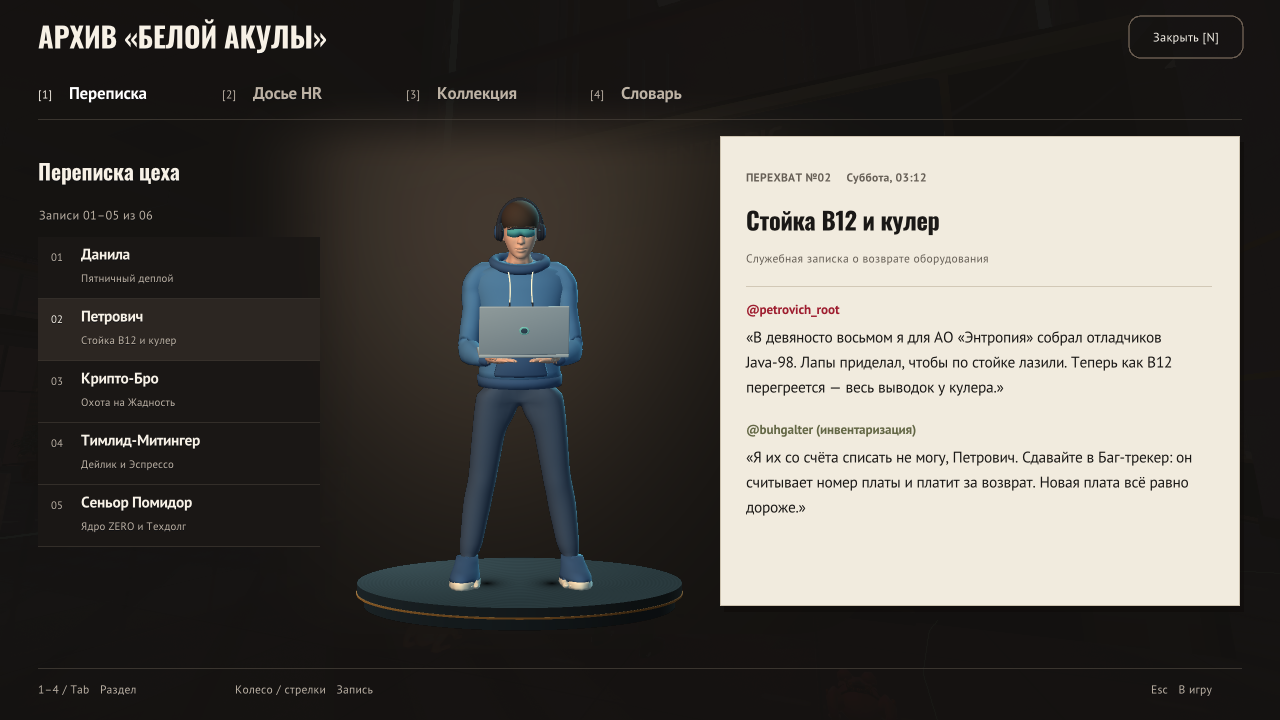 АРХИВ «БЕЛОЙ АКУЛЫ»
Закрыть [N]
[1] Переписка
[2] Досье HR
[3] Коллекция
[4] Словарь
Переписка цеха
Записи 01–05 из 06
01 Данила
Пятничный деплой
02 Петрович
Стойка B12 и кулер
03 Крипто-Бро
Охота на Жадность
04 Тимлид-Митингер
Дейлик и Эспрессо
05 Сеньор Помидор
Ядро ZERO и Техдолг
ПЕРЕХВАТ №02 Суббота, 03:12
Стойка B12 и кулер
Служебная записка о возврате оборудования
@petrovich_root
«В девяносто восьмом я для АО «Энтропия» собрал отладчиков
Java-98. Лапы приделал, чтобы по стойке лазили. Теперь как B12
перегреется — весь выводок у кулера.»
@buhgalter (инвентаризация)
«Я их со счёта списать не могу, Петрович. Сдавайте в Баг-трекер: он
считывает номер платы и платит за возврат. Новая плата всё равно
дороже.»
1–4 / Tab Раздел
Колесо / стрелки Запись
Esc В игру